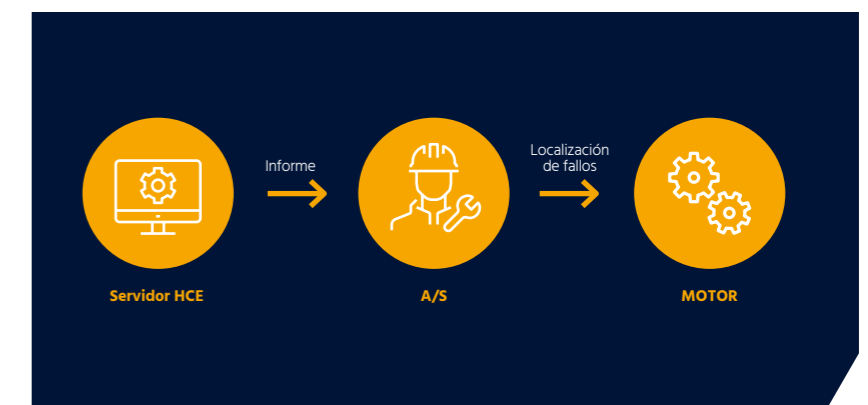 Informe
Localización
de fallos
Servidor HCE
A/S
MOTOR